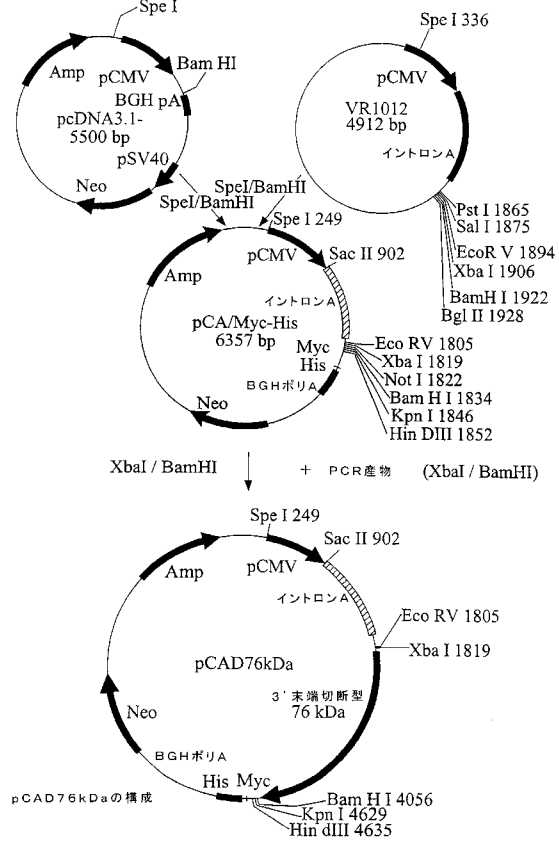 Spe I
Amp
pCMV
Bam HI
BGH pA
pcDNA3.1-
5500 bp
pSV40
Neo
Spe I 336
pCMV
VR1012
4912 bp
イントロンA
Pst I 1865
Sal I 1875
EcoR V 1894
Xba I 1906
BamH I 1922
Bgl II 1928
SpeI/BamHI
SpeI/BamHI
Spe I 249
pCMV
Sac II 902
Amp
イントロンA
pCA/Myc-His
6357 bp
Myc
His
BGHポリA
Neo
Eco RV 1805
Xba I 1819
Not I 1822
Bam H I 1834
Kpn I 1846
Hin DIII 1852
XbaI / BamHI
+ PCR産物 (XbaI / BamHI)
Spe I 249
Sac II 902
pCMV
Amp
イントロンA
Eco RV 1805
Xba I 1819
pCAD76kDa
3'末端切断型
76 kDa
Neo
BGHポリA
His Myc
Bam H I 4056
Kpn I 4629
Hin dIII 4635
pCAD76kDaの構成